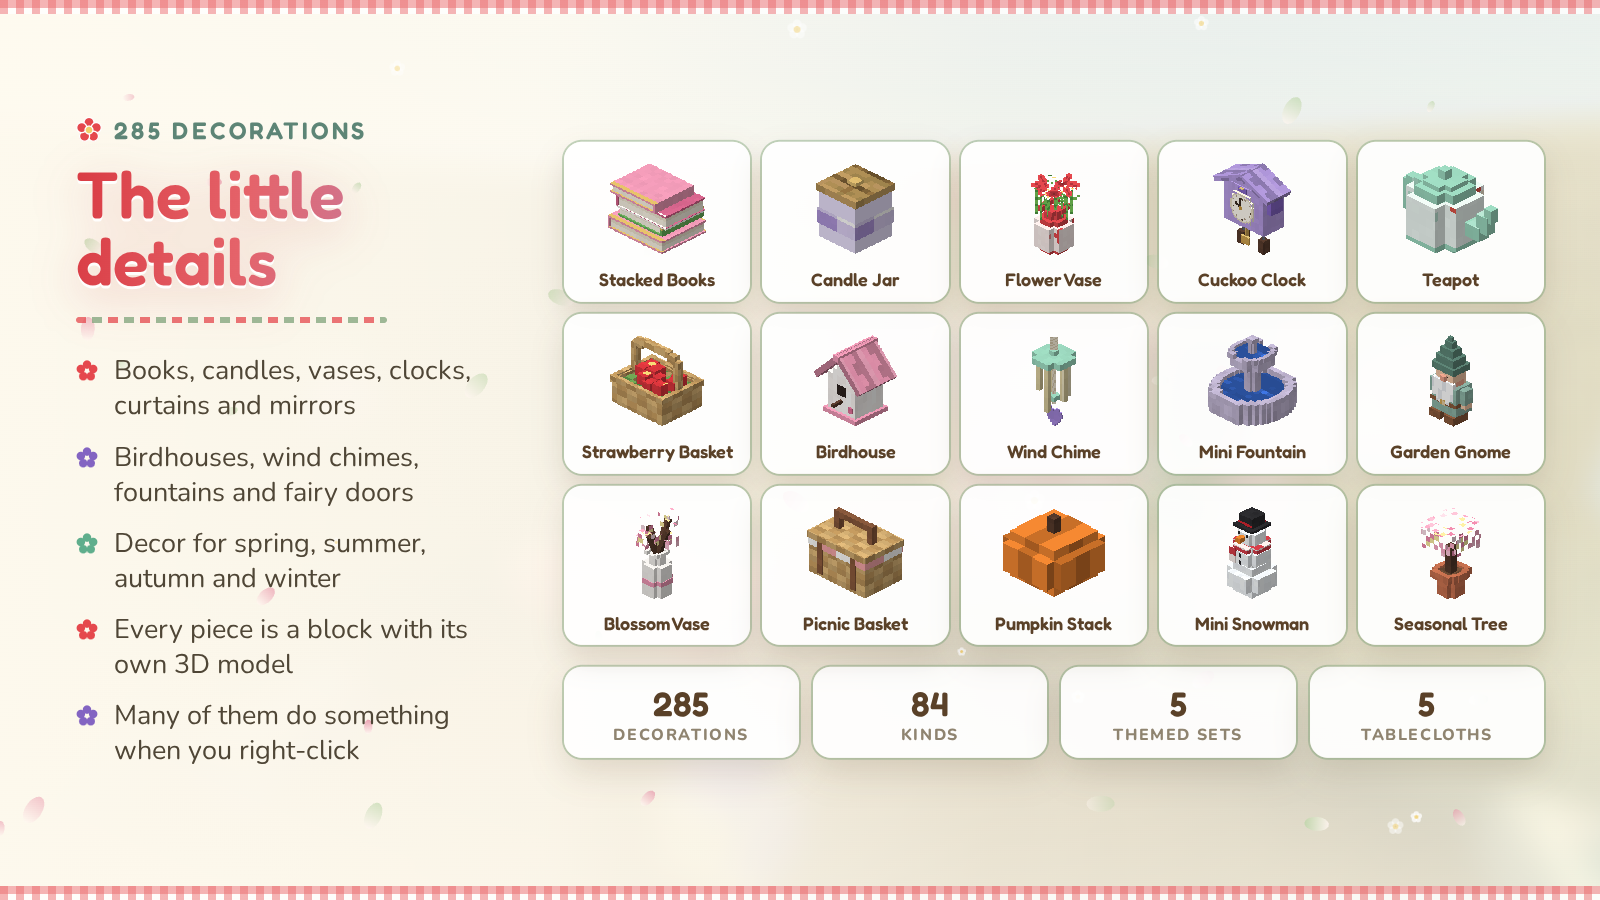 285 DECORATIONS
The little
details
Books, candles, vases, clocks,
curtains and mirrors
Birdhouses, wind chimes,
fountains and fairy doors
Decor for spring, summer,
autumn and winter
Every piece is a block with its
own 3D model
Many of them do something
when you right-click
Stacked Books
Candle Jar
Flower Vase
Cuckoo Clock
Teapot
Strawberry Basket
Birdhouse
Wind Chime
Mini Fountain
Garden Gnome
Blossom Vase
Picnic Basket
Pumpkin Stack
Mini Snowman
Seasonal Tree
285
DECORATIONS
84
KINDS
5
THEMED SETS
5
TABLECLOTHS